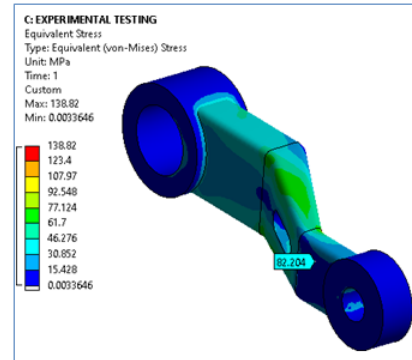 C: EXPERIMENTAL TESTING
Equivalent Stress
Type: Equivalent (von-Mises) Stress
Unit: MPa
Time: 1
Custom
Max: 138.82
Min: 0.0033646
138.82
123.4
107.97
92.548
77.124
61.7
46.276
30.852
15.428
0.0033646
82.204